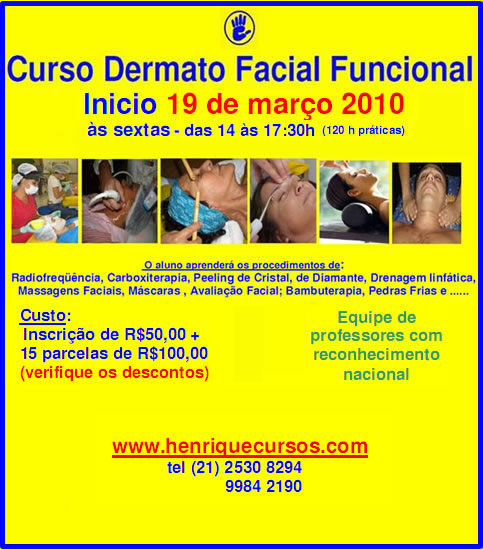 Curso Dermato Facial Funcional
Inicio 19 de março 2010
às sextas - das 14 às 17:30h (120 h práticas)
O aluno aprenderá os procedimentos de:
Radiofreqüência, Carboxiterapia, Peeling de Cristal, de Diamante, Drenagem linfática,
Massagens Faciais, Máscaras , Avaliação Facial; Bambuterapia, Pedras Frias e ......
Custo:
Inscrição de R$50,00 +
15 parcelas de R$100,00
(verifique os descontos)
Equipe de
professores com
reconhecimento
nacional
www.henriquecursos.com
tel (21) 2530 8294
9984 2190